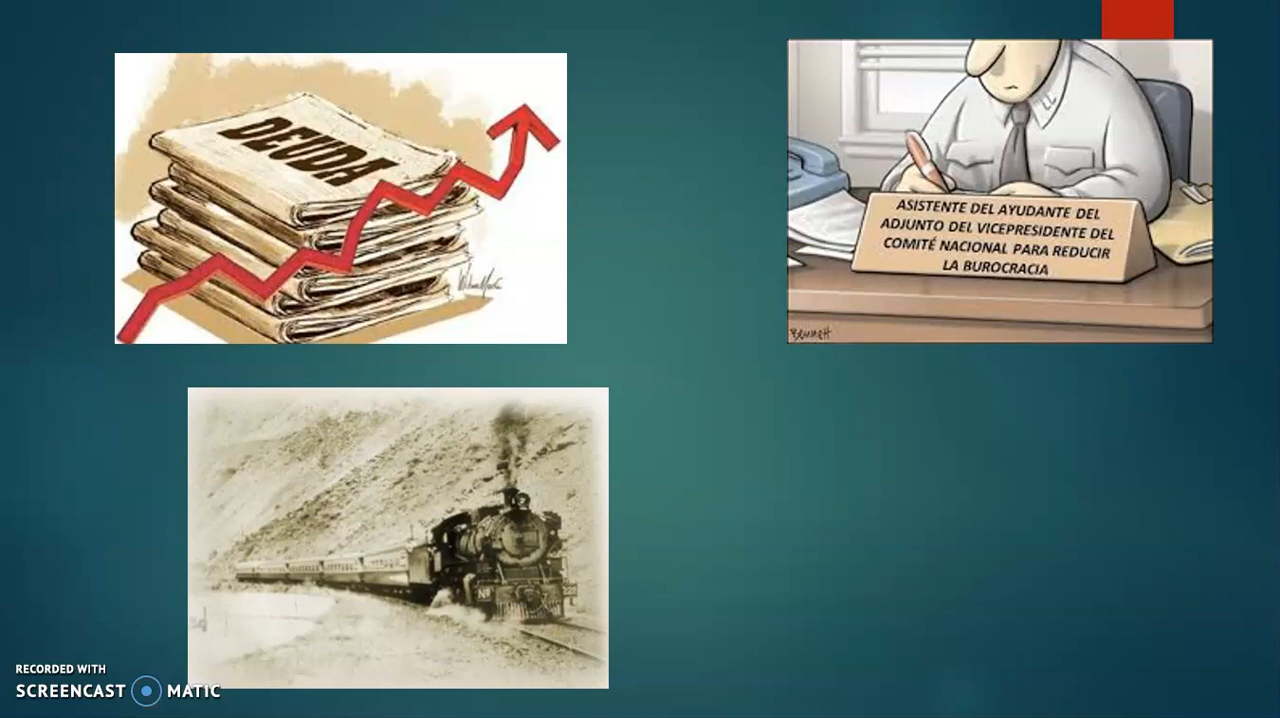 DEUDA
ASISTENTE DEL AYUDANTE DEL
ADJUNTO DEL VICEPRESIDENTE DEL
COMITÉ NACIONAL PARA REDUCIR
LA BUROCRACIA
Bennett
RECORDED WITH
SCREENCAST MATIC